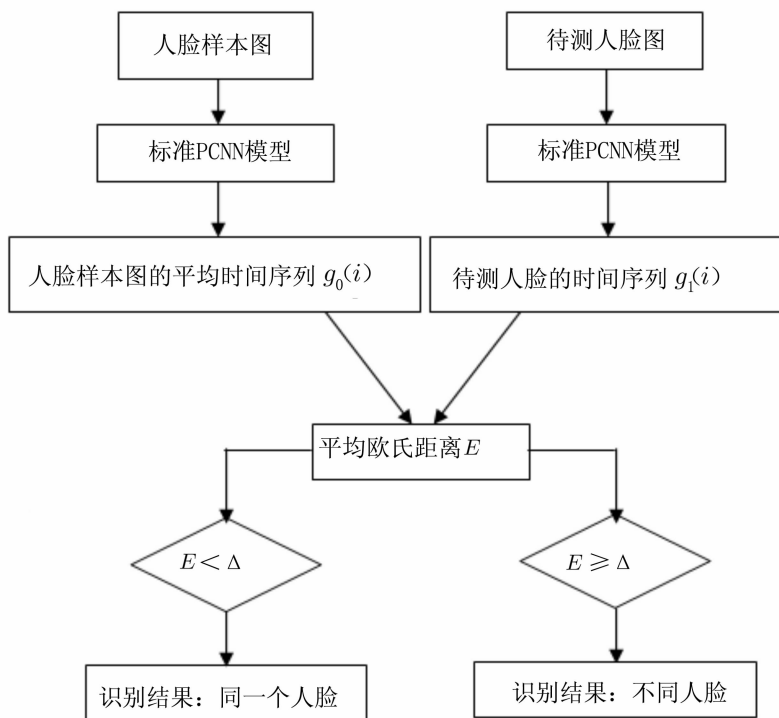 人脸样本图
待测人脸图
标准PCNN模型
标准PCNN模型
人脸样本图的平均时间序列 g₀(i)
待测人脸的时间序列 g₁(i)
平均欧氏距离E
E < Δ
E ⩾ Δ
识别结果：同一个人脸
识别结果：不同人脸